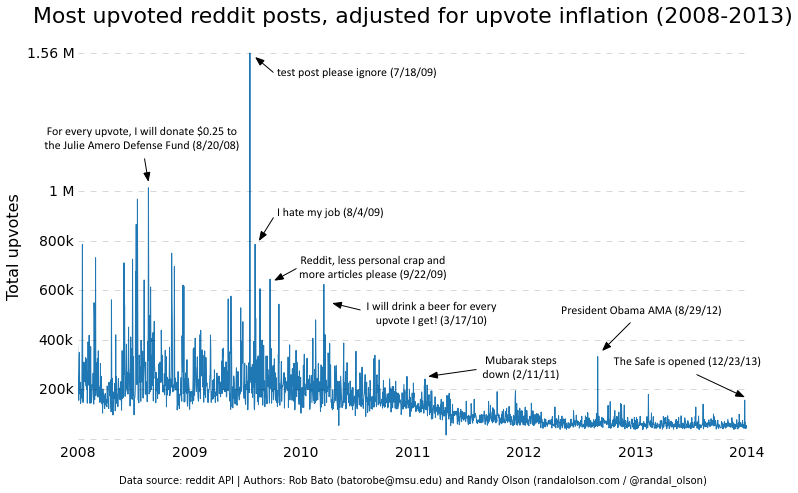 Most upvoted reddit posts, adjusted for upvote inflation (2008-2013)
1.56 M
test post please ignore (7/18/09)
For every upvote, I will donate $0.25 to
the Julie Amero Defense Fund (8/20/08)
1 M
I hate my job (8/4/09)
800k
Reddit, less personal crap and
more articles please (9/22/09)
600k
I will drink a beer for every
upvote I get! (3/17/10)
President Obama AMA (8/29/12)
400k
Mubarak steps
down (2/11/11)
The Safe is opened (12/23/13)
200k
Total upvotes
2008 2009 2010 2011 2012 2013 2014
Data source: reddit API | Authors: Rob Bato (batorobe@msu.edu) and Randy Olson (randalolson.com / @randal_olson)